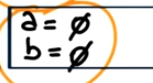 a = ∅
b = ∅